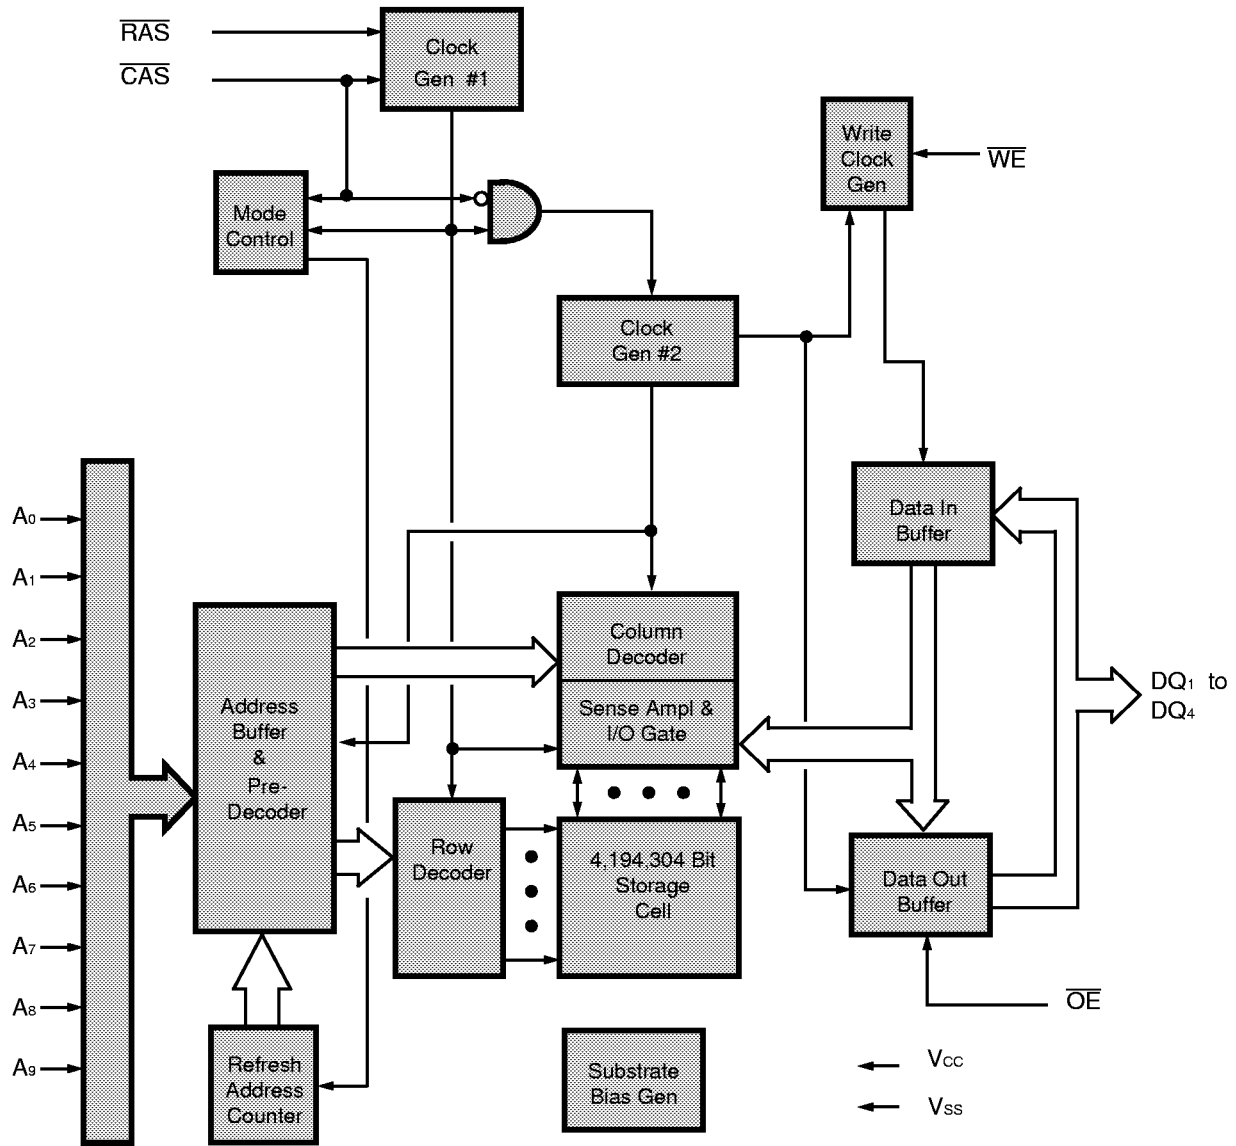 RAS
CAS
Clock
Gen #1
Write
Clock
Gen
WE
Mode
Control
Clock
Gen #2
Data In
Buffer
A0
A1
A2
A3
A4
A5
A6
A7
A8
A9
Address
Buffer
&
Pre-
Decoder
Column
Decoder
Sense Ampl &
I/O Gate
DQ1 to
DQ4
Row
Decoder
4,194,304 Bit
Storage
Cell
Data Out
Buffer
OE
Refresh
Address
Counter
Substrate
Bias Gen
VCC
VSS